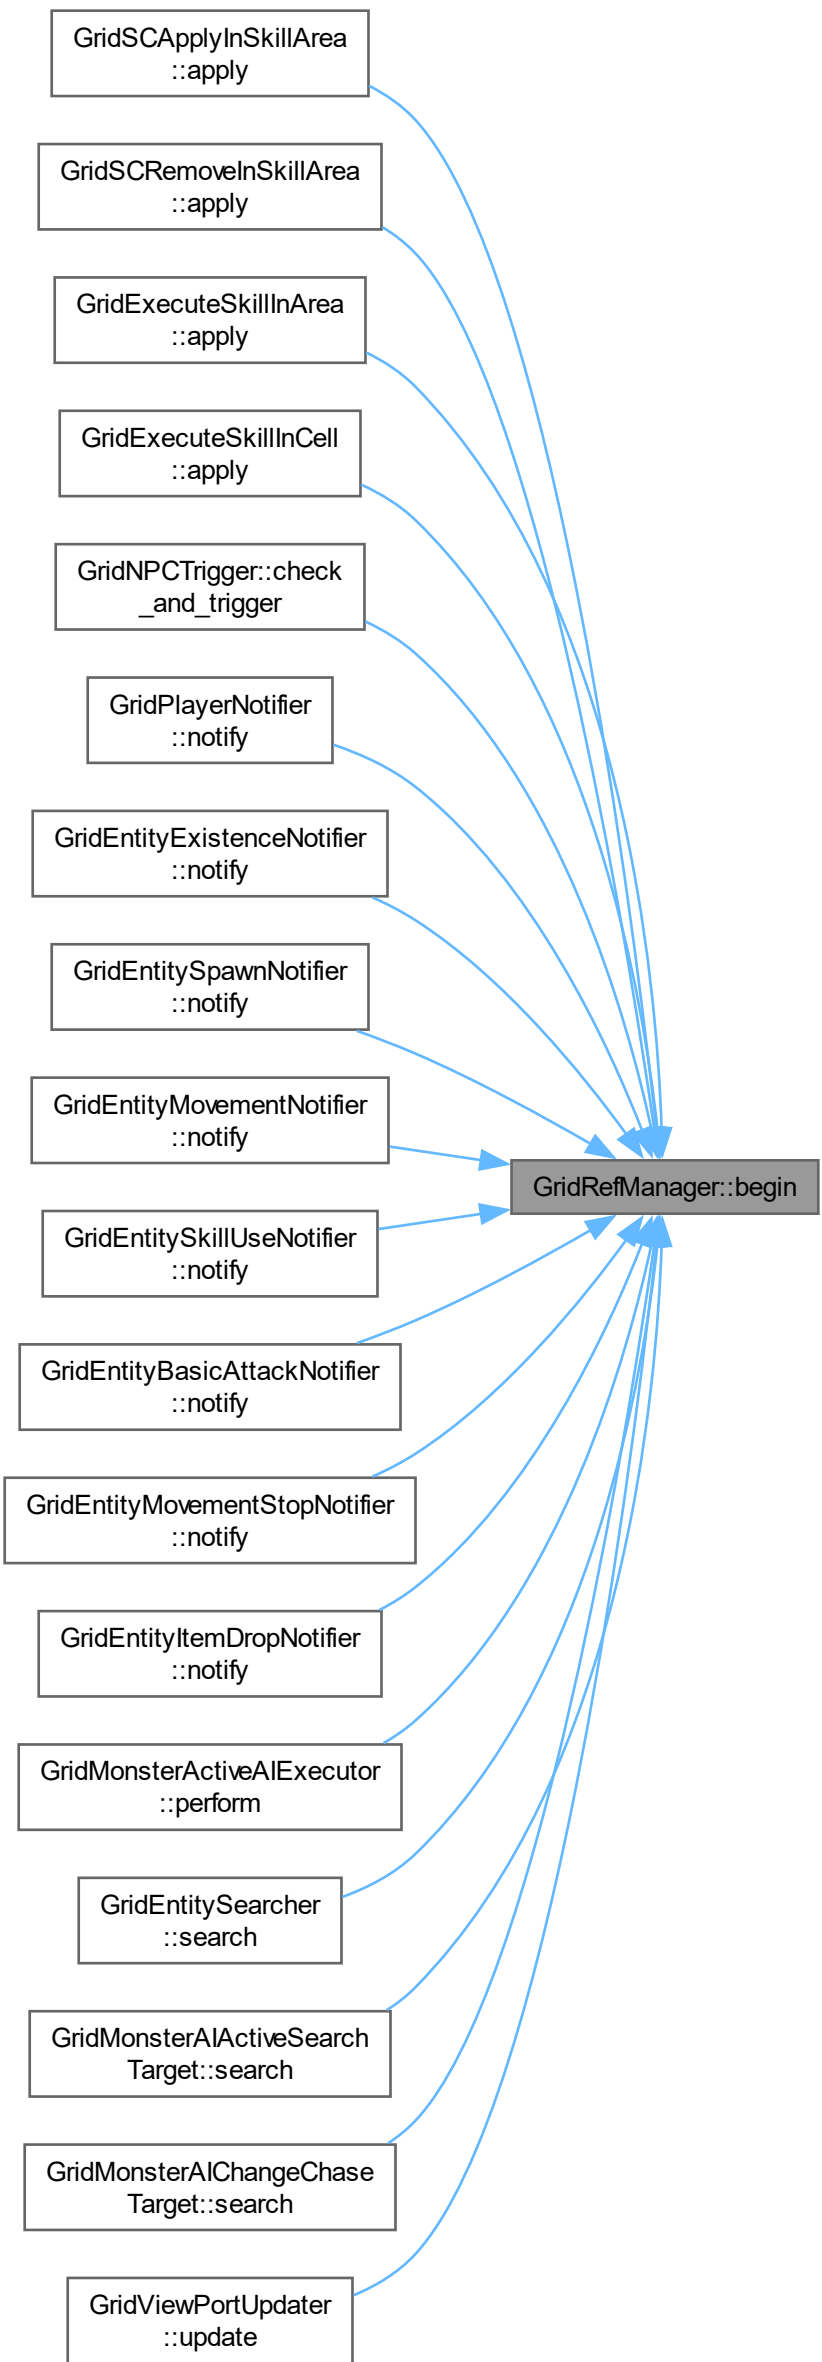 GridSCApplyInSkillArea
::apply
GridSCRemoveInSkillArea
::apply
GridExecuteSkillInArea
::apply
GridExecuteSkillInCell
::apply
GridNPCTrigger::check
_and_trigger
GridPlayerNotifier
::notify
GridEntityExistenceNotifier
::notify
GridEntitySpawnNotifier
::notify
GridEntityMovementNotifier
::notify
GridRefManager::begin
GridEntitySkillUseNotifier
::notify
GridEntityBasicAttackNotifier
::notify
GridEntityMovementStopNotifier
::notify
GridEntityItemDropNotifier
::notify
GridMonsterActiveAIExecutor
::perform
GridEntitySearcher
::search
GridMonsterAIActiveSearch
Target::search
GridMonsterAIChangeChase
Target::search
GridViewPortUpdater
::update